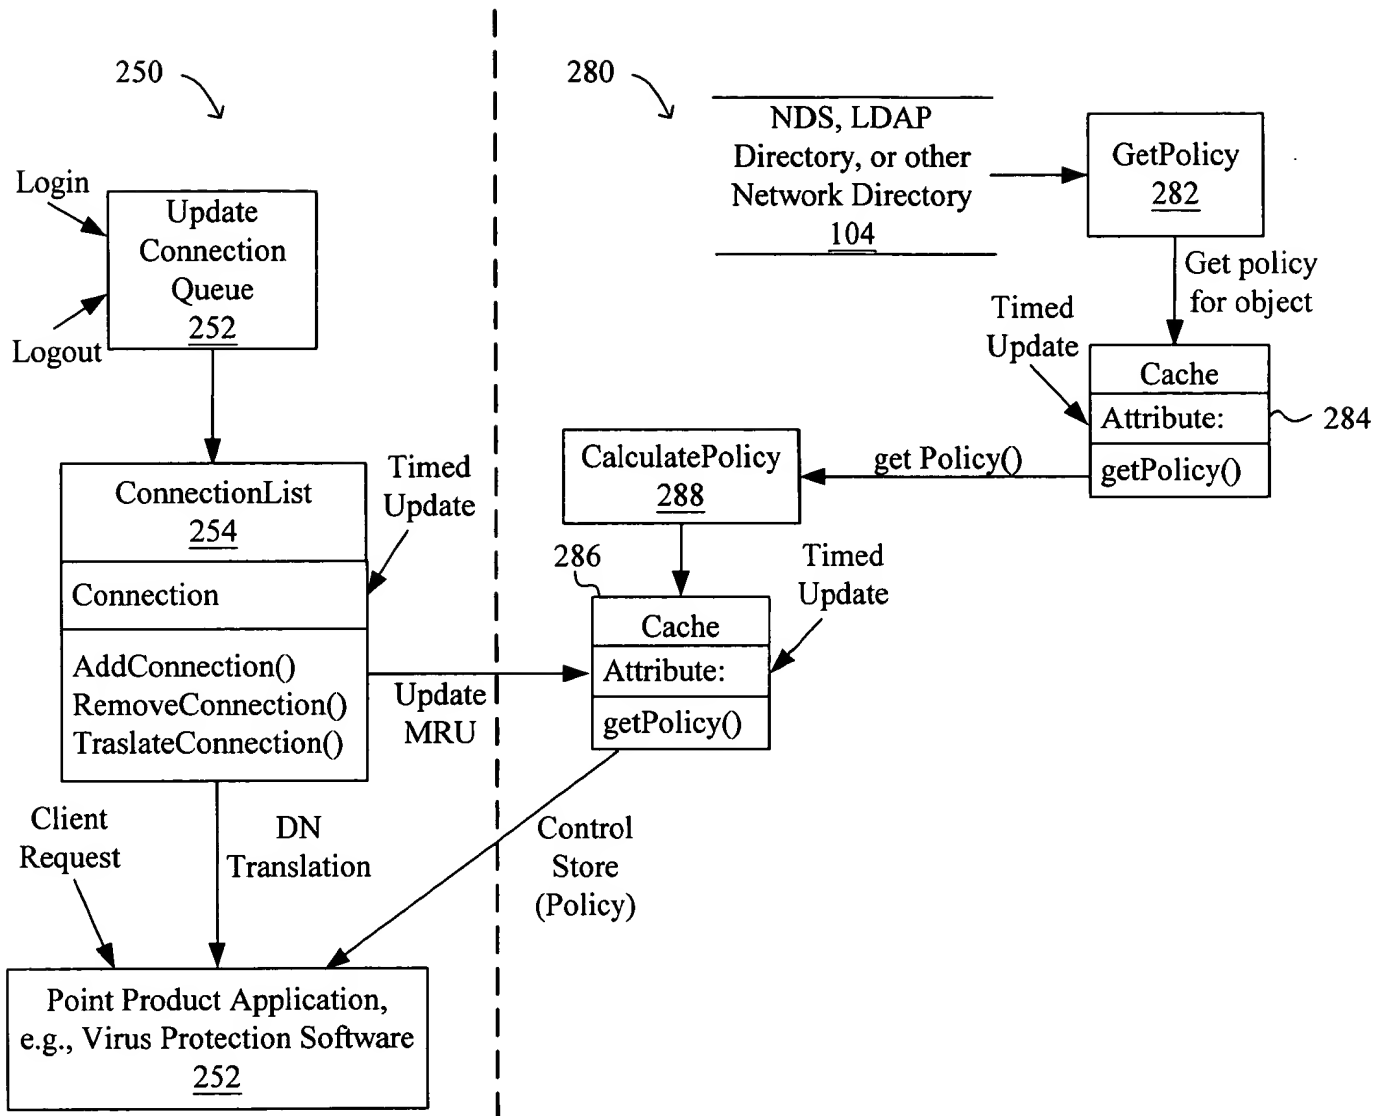 250
Login
Update
Connection
Queue
252
Logout
ConnectionList
254
Connection
AddConnection()
RemoveConnection()
TraslateConnection()
Timed
Update
Update
MRU
Client
Request
DN
Translation
Point Product Application,
e.g., Virus Protection Software
252
280
NDS, LDAP
Directory, or other
Network Directory
104
GetPolicy
282
Get policy
for object
Timed
Update
Cache
Attribute:
getPolicy()
284
get Policy()
CalculatePolicy
288
286
Cache
Attribute:
getPolicy()
Timed
Update
Control
Store
(Policy)